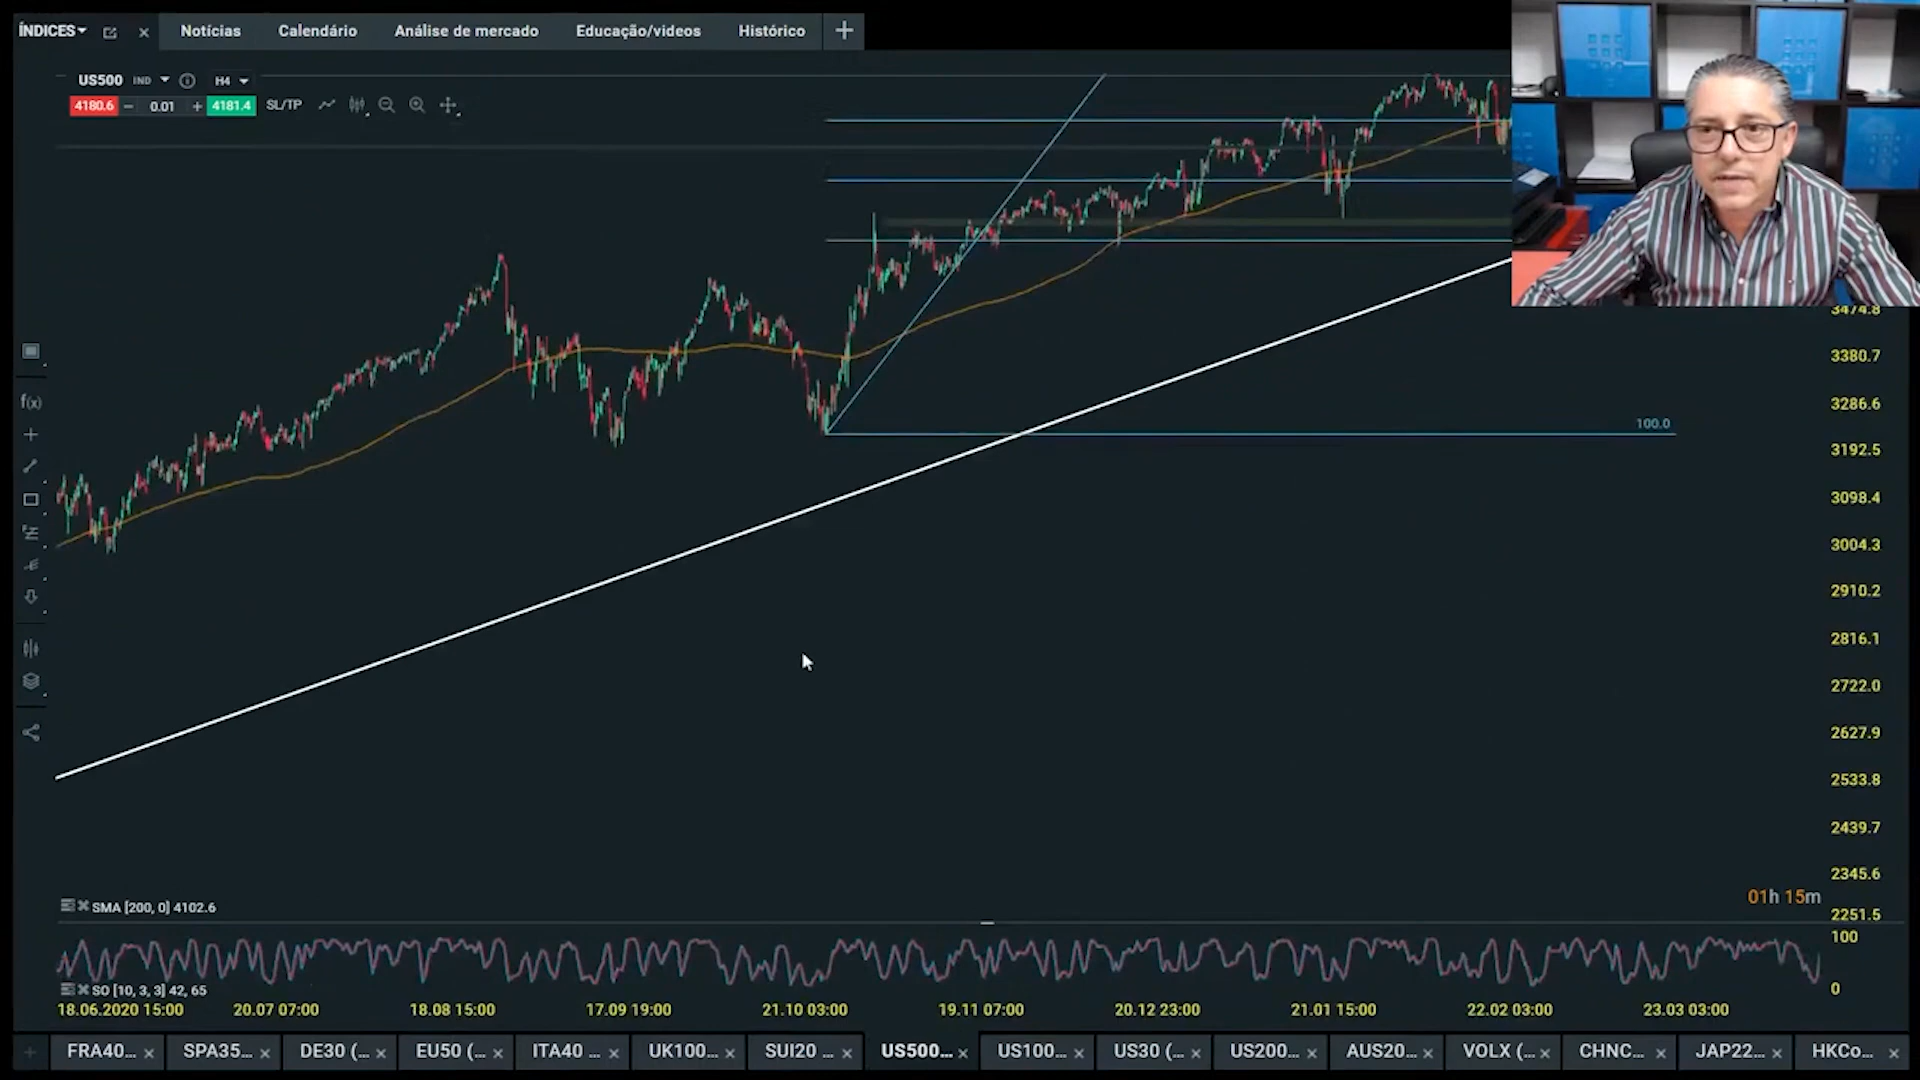 ÍNDICES Notícias Calendário Análise de mercado Educação/videos Histórico +
US500 IND H4
4180.6 − 0.01 + 4181.4 SL/TP
f(x)
3474.8
3380.7
3286.6
100.0
3192.5
3098.4
3004.3
2910.2
2816.1
2722.0
2627.9
2533.8
2439.7
2345.6
01h 15m
SMA [200, 0] 4102.6
2251.5
100
SO [10, 3, 3] 42, 65
0
18.06.2020 15:00 20.07 07:00 18.08 15:00 17.09 19:00 21.10 03:00 19.11 07:00 20.12 23:00 21.01 15:00 22.02 03:00 23.03 03:00
FRA40... SPA35... DE30 (... EU50 (... ITA40 ... UK100... SUI20 ... US500... US100... US30 (... US200... AUS20... VOLX (... CHNC... JAP22... HKCo...